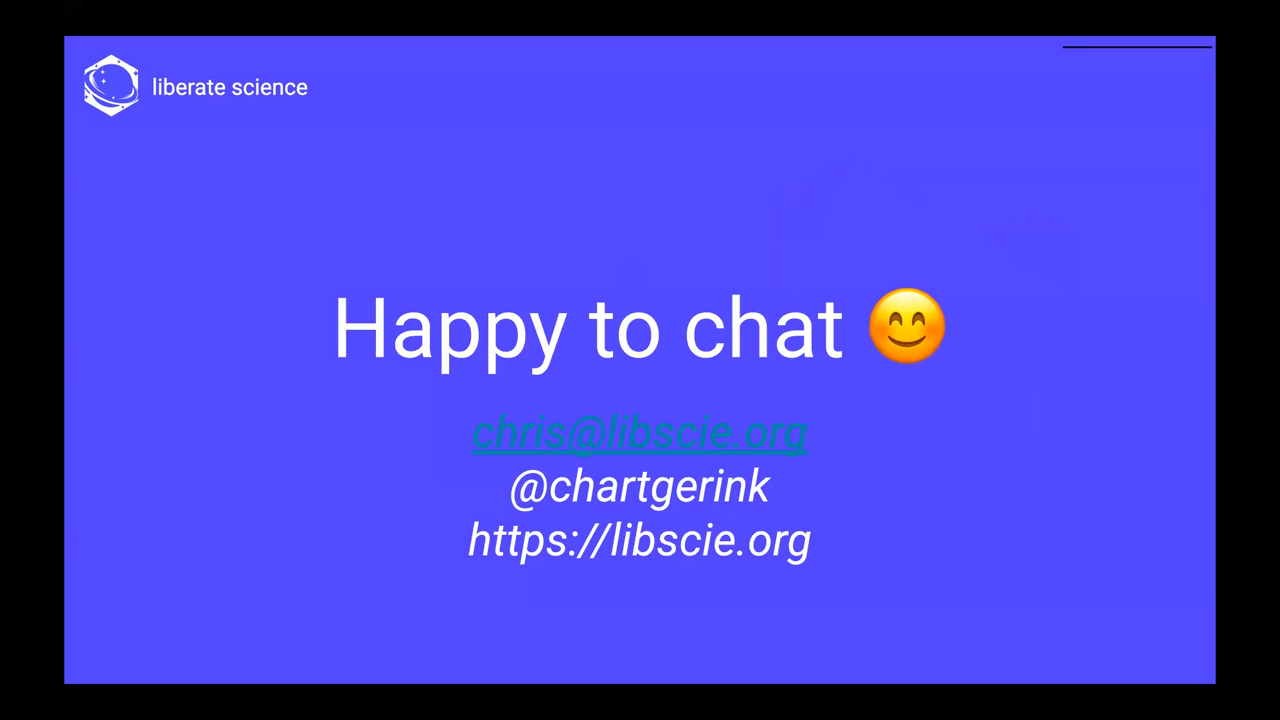 liberate science
Happy to chat 😊
chris@libscie.org
@chartgerink
https://libscie.org